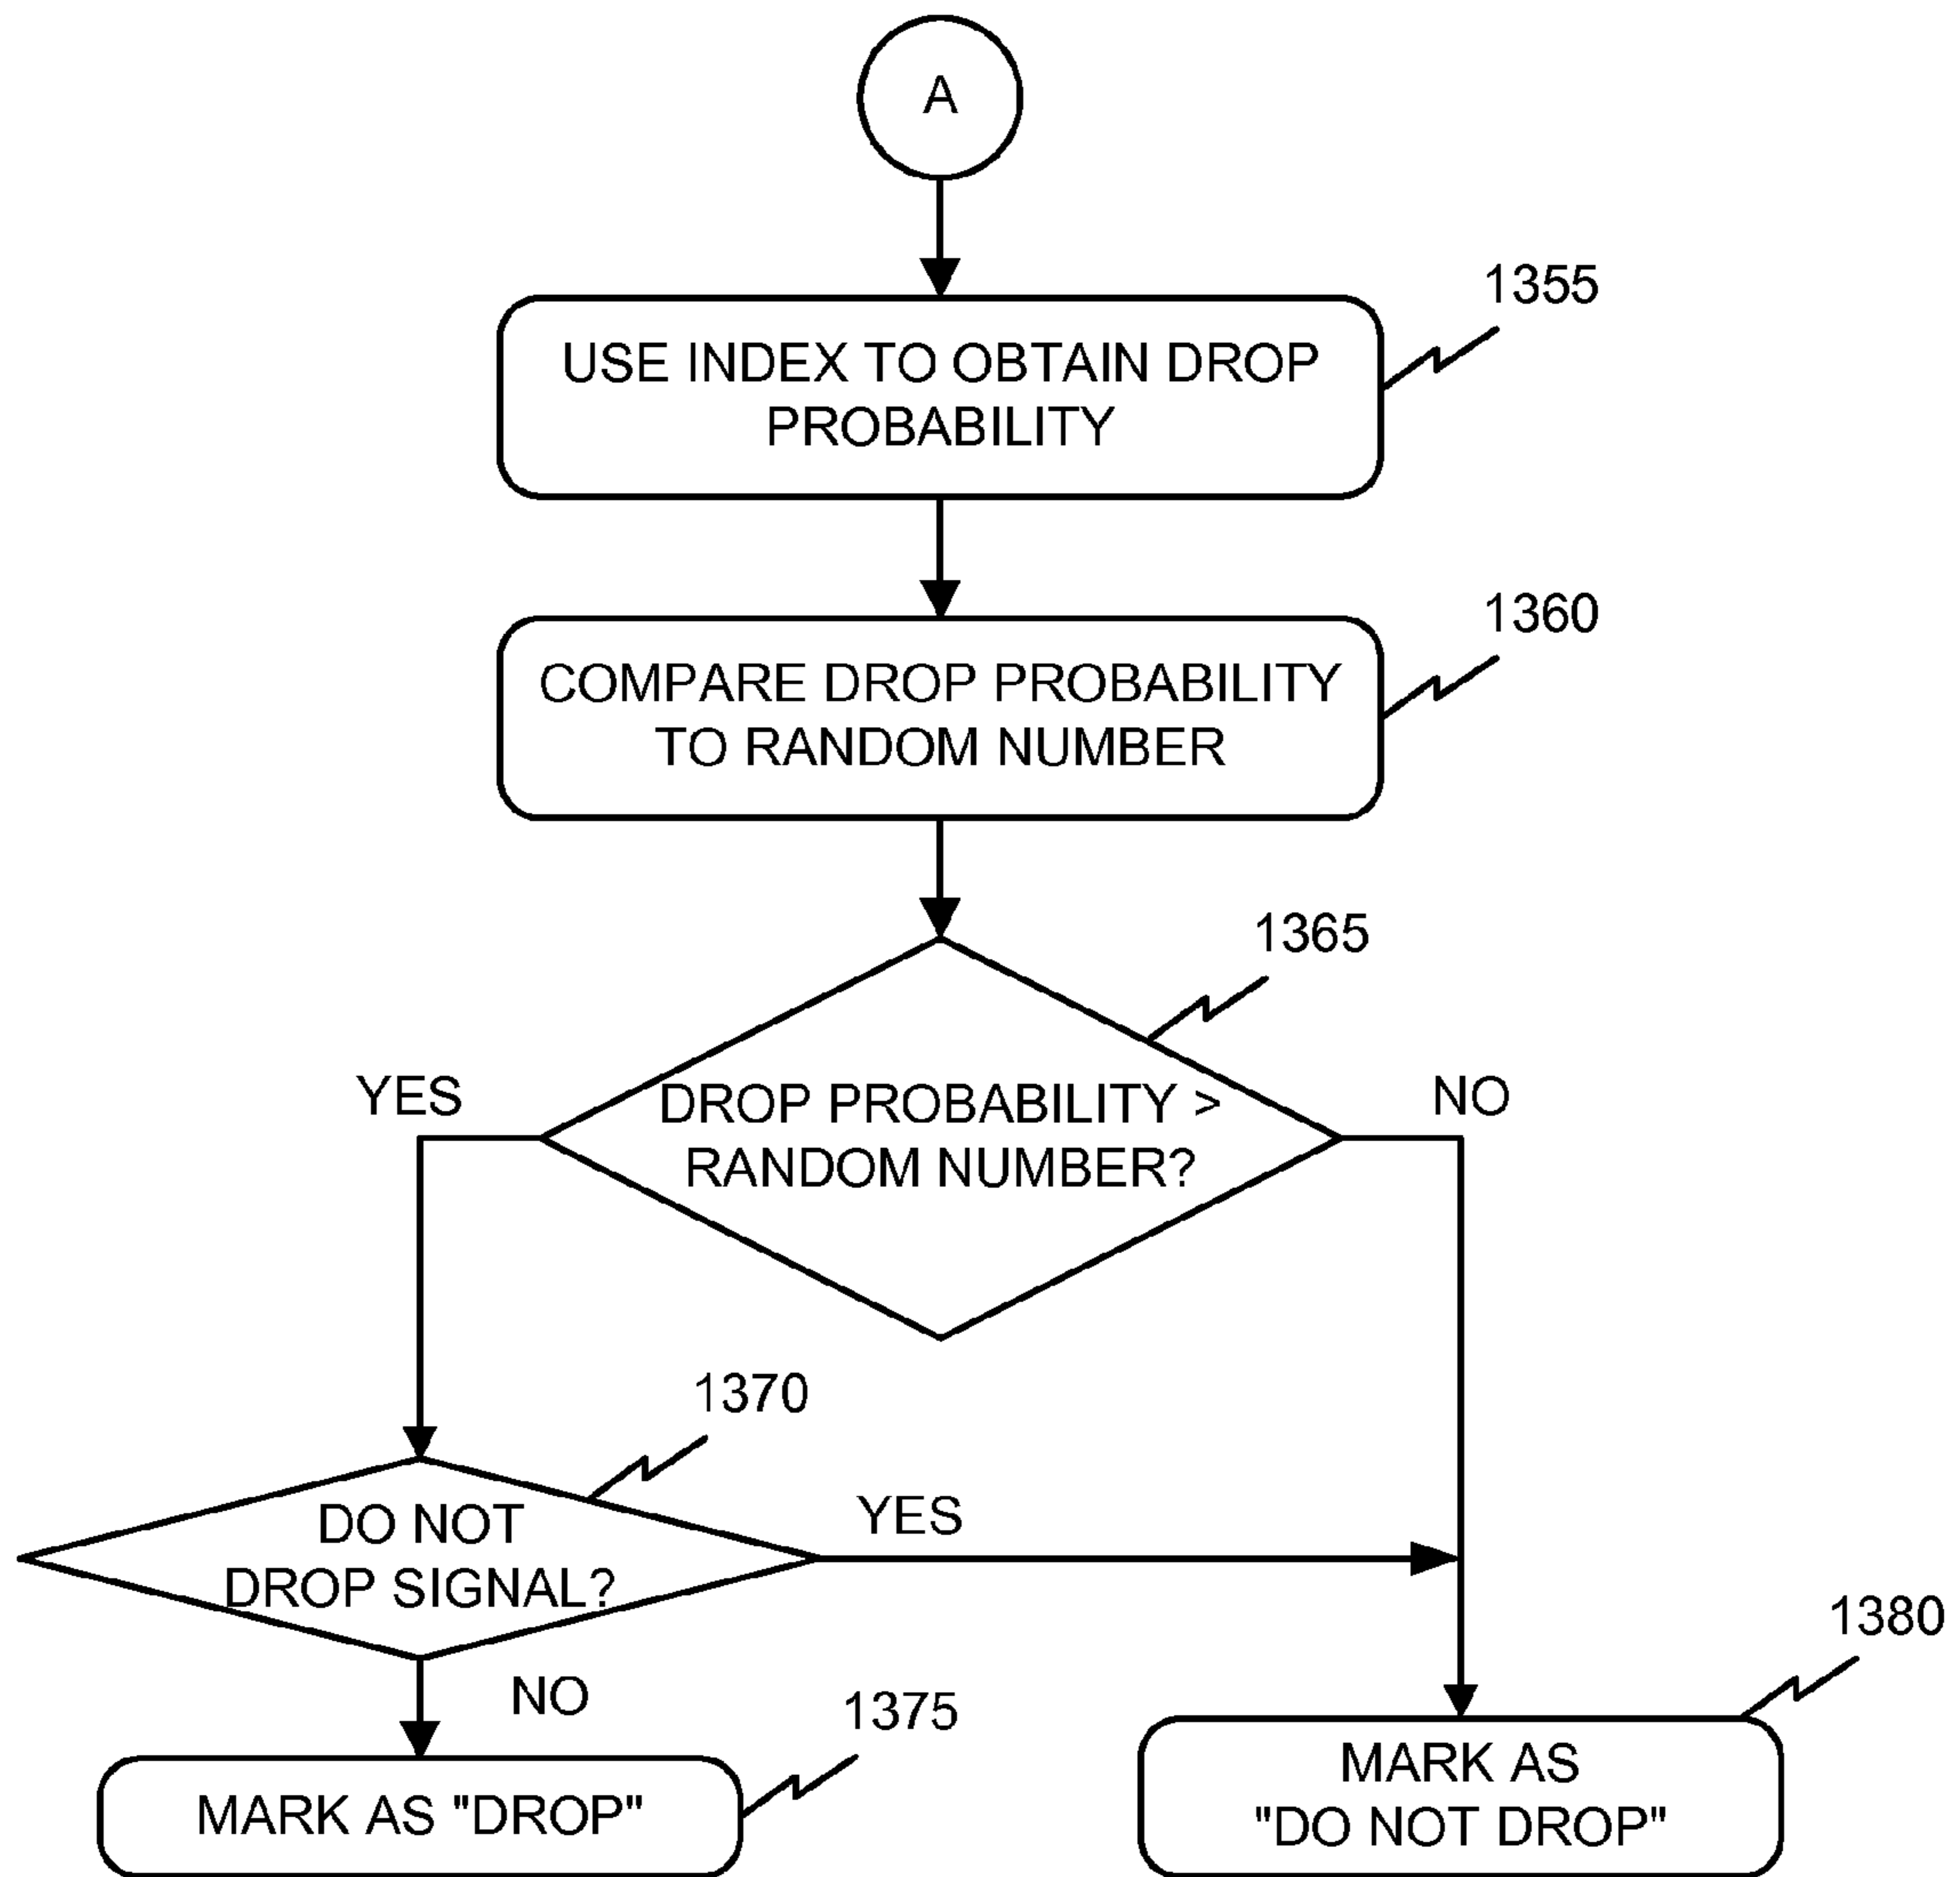 A
1355
USE INDEX TO OBTAIN DROP
PROBABILITY
1360
COMPARE DROP PROBABILITY
TO RANDOM NUMBER
1365
YES
DROP PROBABILITY >
RANDOM NUMBER?
NO
1370
DO NOT
DROP SIGNAL?
YES
NO
1375
MARK AS "DROP"
1380
MARK AS
"DO NOT DROP"